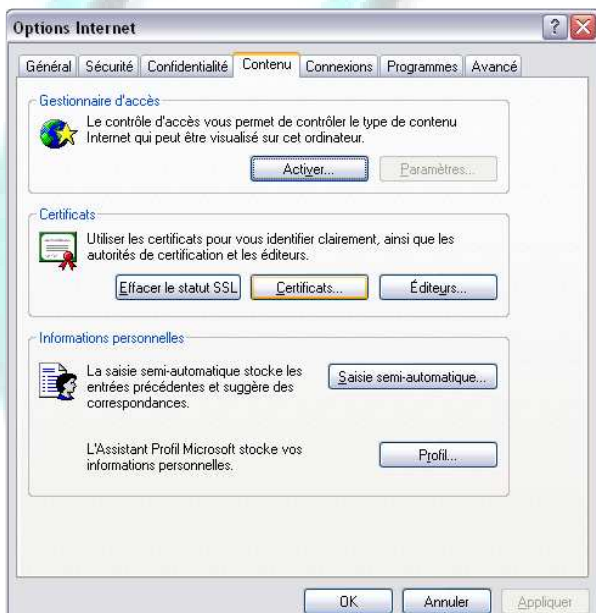 Options Internet
Général Sécurité Confidentialité Contenu Connexions Programmes Avancé
Gestionnaire d'accès
Le contrôle d'accès vous permet de contrôler le type de contenu
Internet qui peut être visualisé sur cet ordinateur.
Activer... Paramètres...
Certificats
Utiliser les certificats pour vous identifier clairement, ainsi que les
autorités de certification et les éditeurs.
Effacer le statut SSL Certificats... Éditeurs...
Informations personnelles
La saisie semi-automatique stocke les
entrées précédentes et suggère des
correspondances.
Saisie semi-automatique...
L'Assistant Profil Microsoft stocke vos
informations personnelles.
Profil...
OK Annuler Appliquer